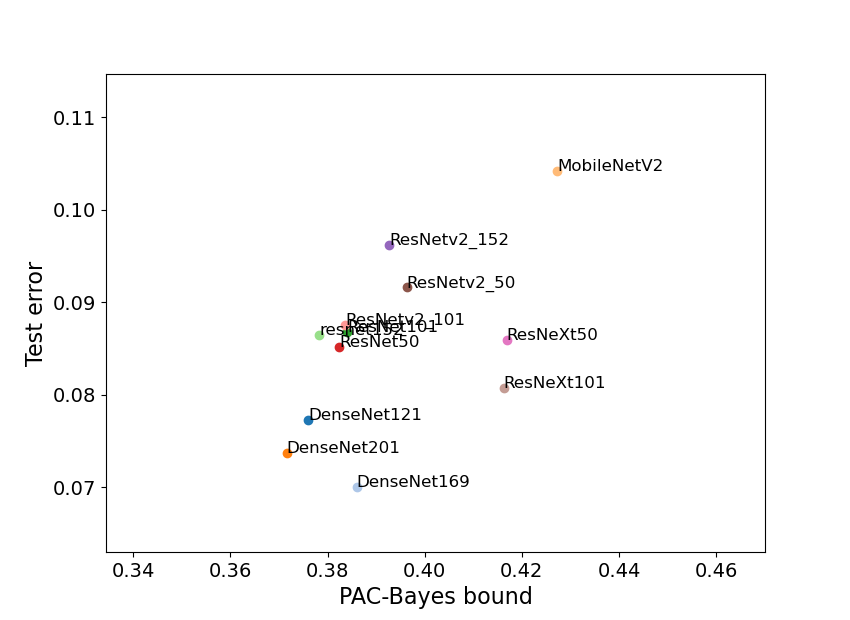 0.11
MobileNetV2
0.10
ResNetv2_152
0.09
ResNetv2_50
ResNetv2_101
ResNet101
resnet152
ResNeXt50
ResNet50
ResNeXt101
0.08
DenseNet121
DenseNet201
0.07
DenseNet169
Test error
0.34 0.36 0.38 0.40 0.42 0.44 0.46
PAC-Bayes bound